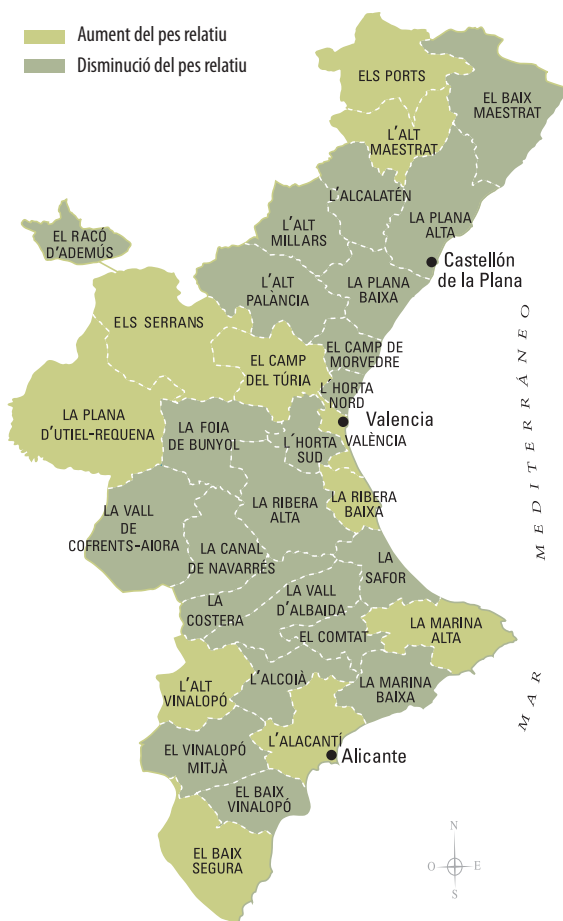 Aument del pes relatiu
Disminució del pes relatiu
ELS PORTS
EL BAIX
MAESTRAT
L'ALT
MAESTRAT
L'ALCALATÉN
LA PLANA
ALTA
L'ALT
MILLARS
EL RACÓ
D'ADEMÚS
Castellón
de la Plana
L'ALT
PALÀNCIA
LA PLANA
BAIXA
ELS SERRANS
EL CAMP DE
MORVEDRE
EL CAMP
DEL TÚRIA
L'HORTA
NORD
LA PLANA
D'UTIEL-REQUENA
Valencia
LA FOIA
DE BUNYOL
L'HORTA
SUD
VALÈNCIA
LA RIBERA
ALTA
LA RIBERA
BAIXA
LA VALL
DE
COFRENTS-AIORA
LA CANAL
DE NAVARRÉS
LA
SAFOR
LA VALL
D'ALBAIDA
LA
COSTERA
EL COMTAT
LA MARINA
ALTA
L'ALT
VINALOPÓ
L'ALCOIÀ
LA MARINA
BAIXA
L'ALACANTÍ
Alicante
EL VINALOPÓ
MITJÀ
EL BAIX
VINALOPÓ
EL BAIX
SEGURA
MAR MEDITERRÁNEO
N
O E
S